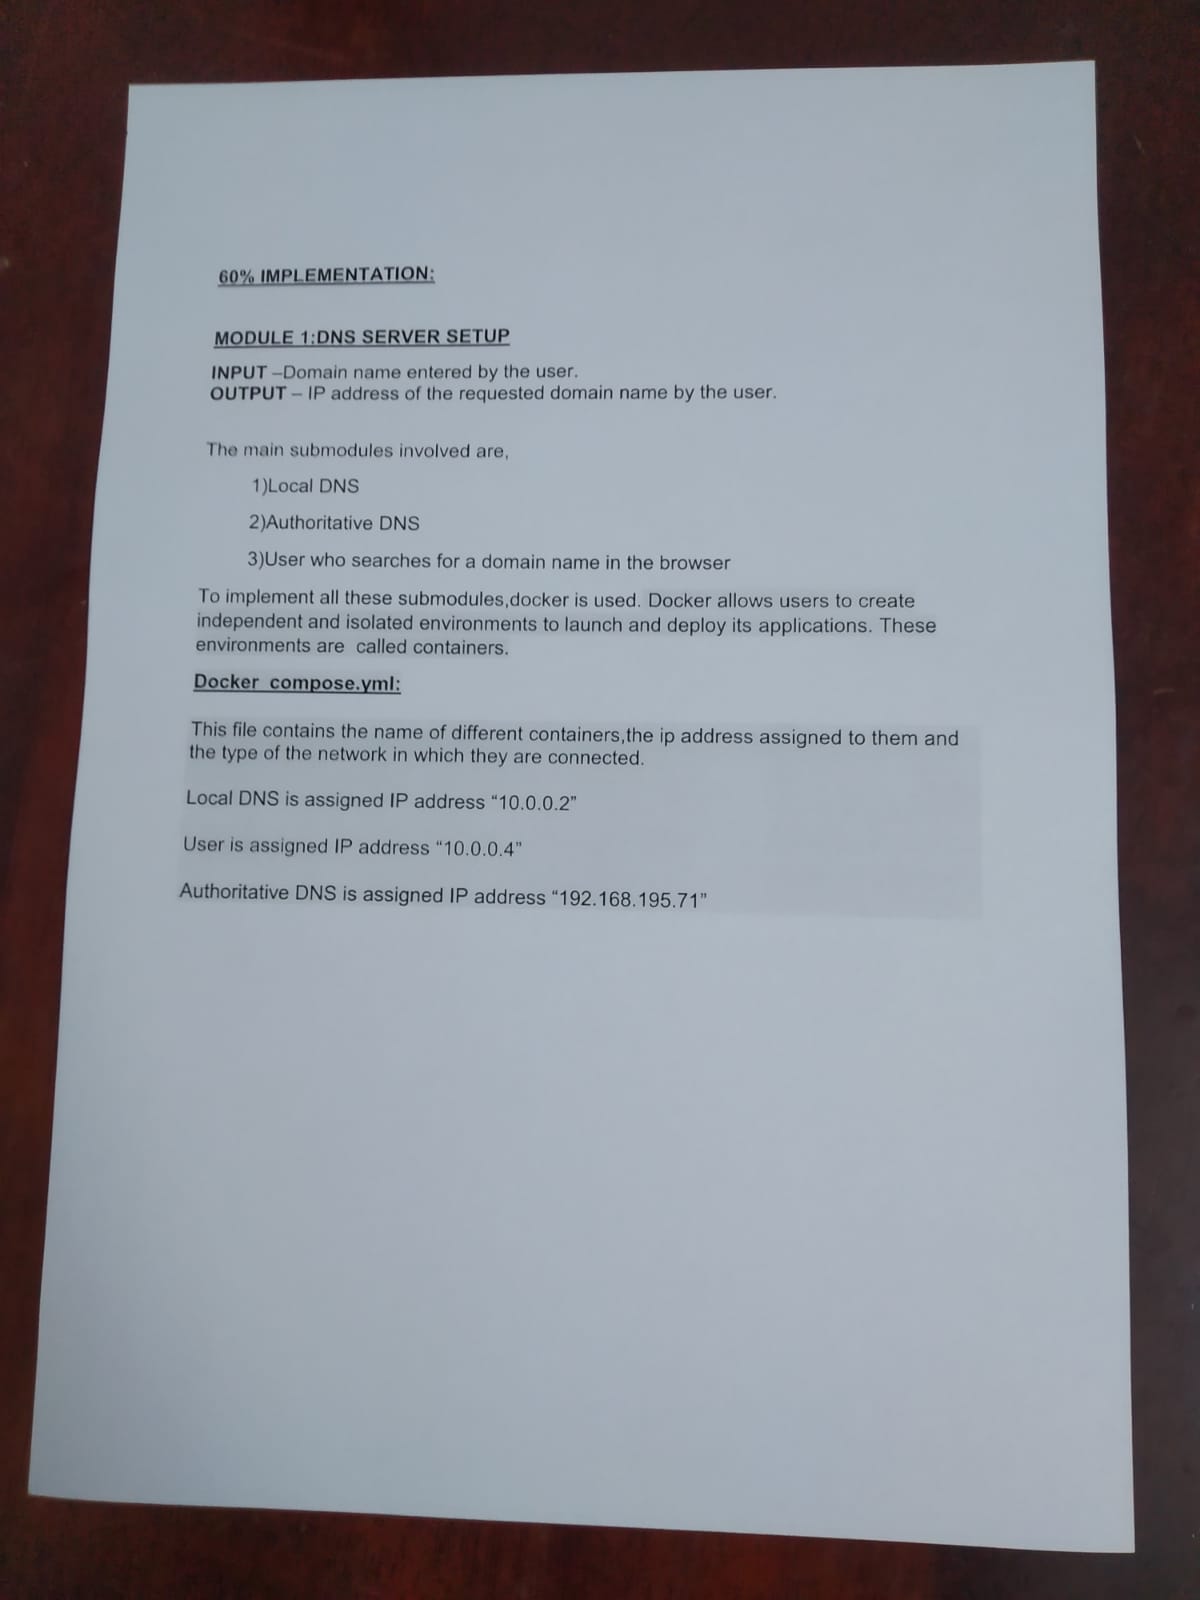 60% IMPLEMENTATION:
MODULE 1:DNS SERVER SETUP
INPUT –Domain name entered by the user.
OUTPUT – IP address of the requested domain name by the user.
The main submodules involved are,
1)Local DNS
2)Authoritative DNS
3)User who searches for a domain name in the browser
To implement all these submodules,docker is used. Docker allows users to create
independent and isolated environments to launch and deploy its applications. These
environments are  called containers.
Docker  compose.yml:
This file contains the name of different containers,the ip address assigned to them and
the type of the network in which they are connected.
Local DNS is assigned IP address “10.0.0.2”
User is assigned IP address “10.0.0.4”
Authoritative DNS is assigned IP address “192.168.195.71”